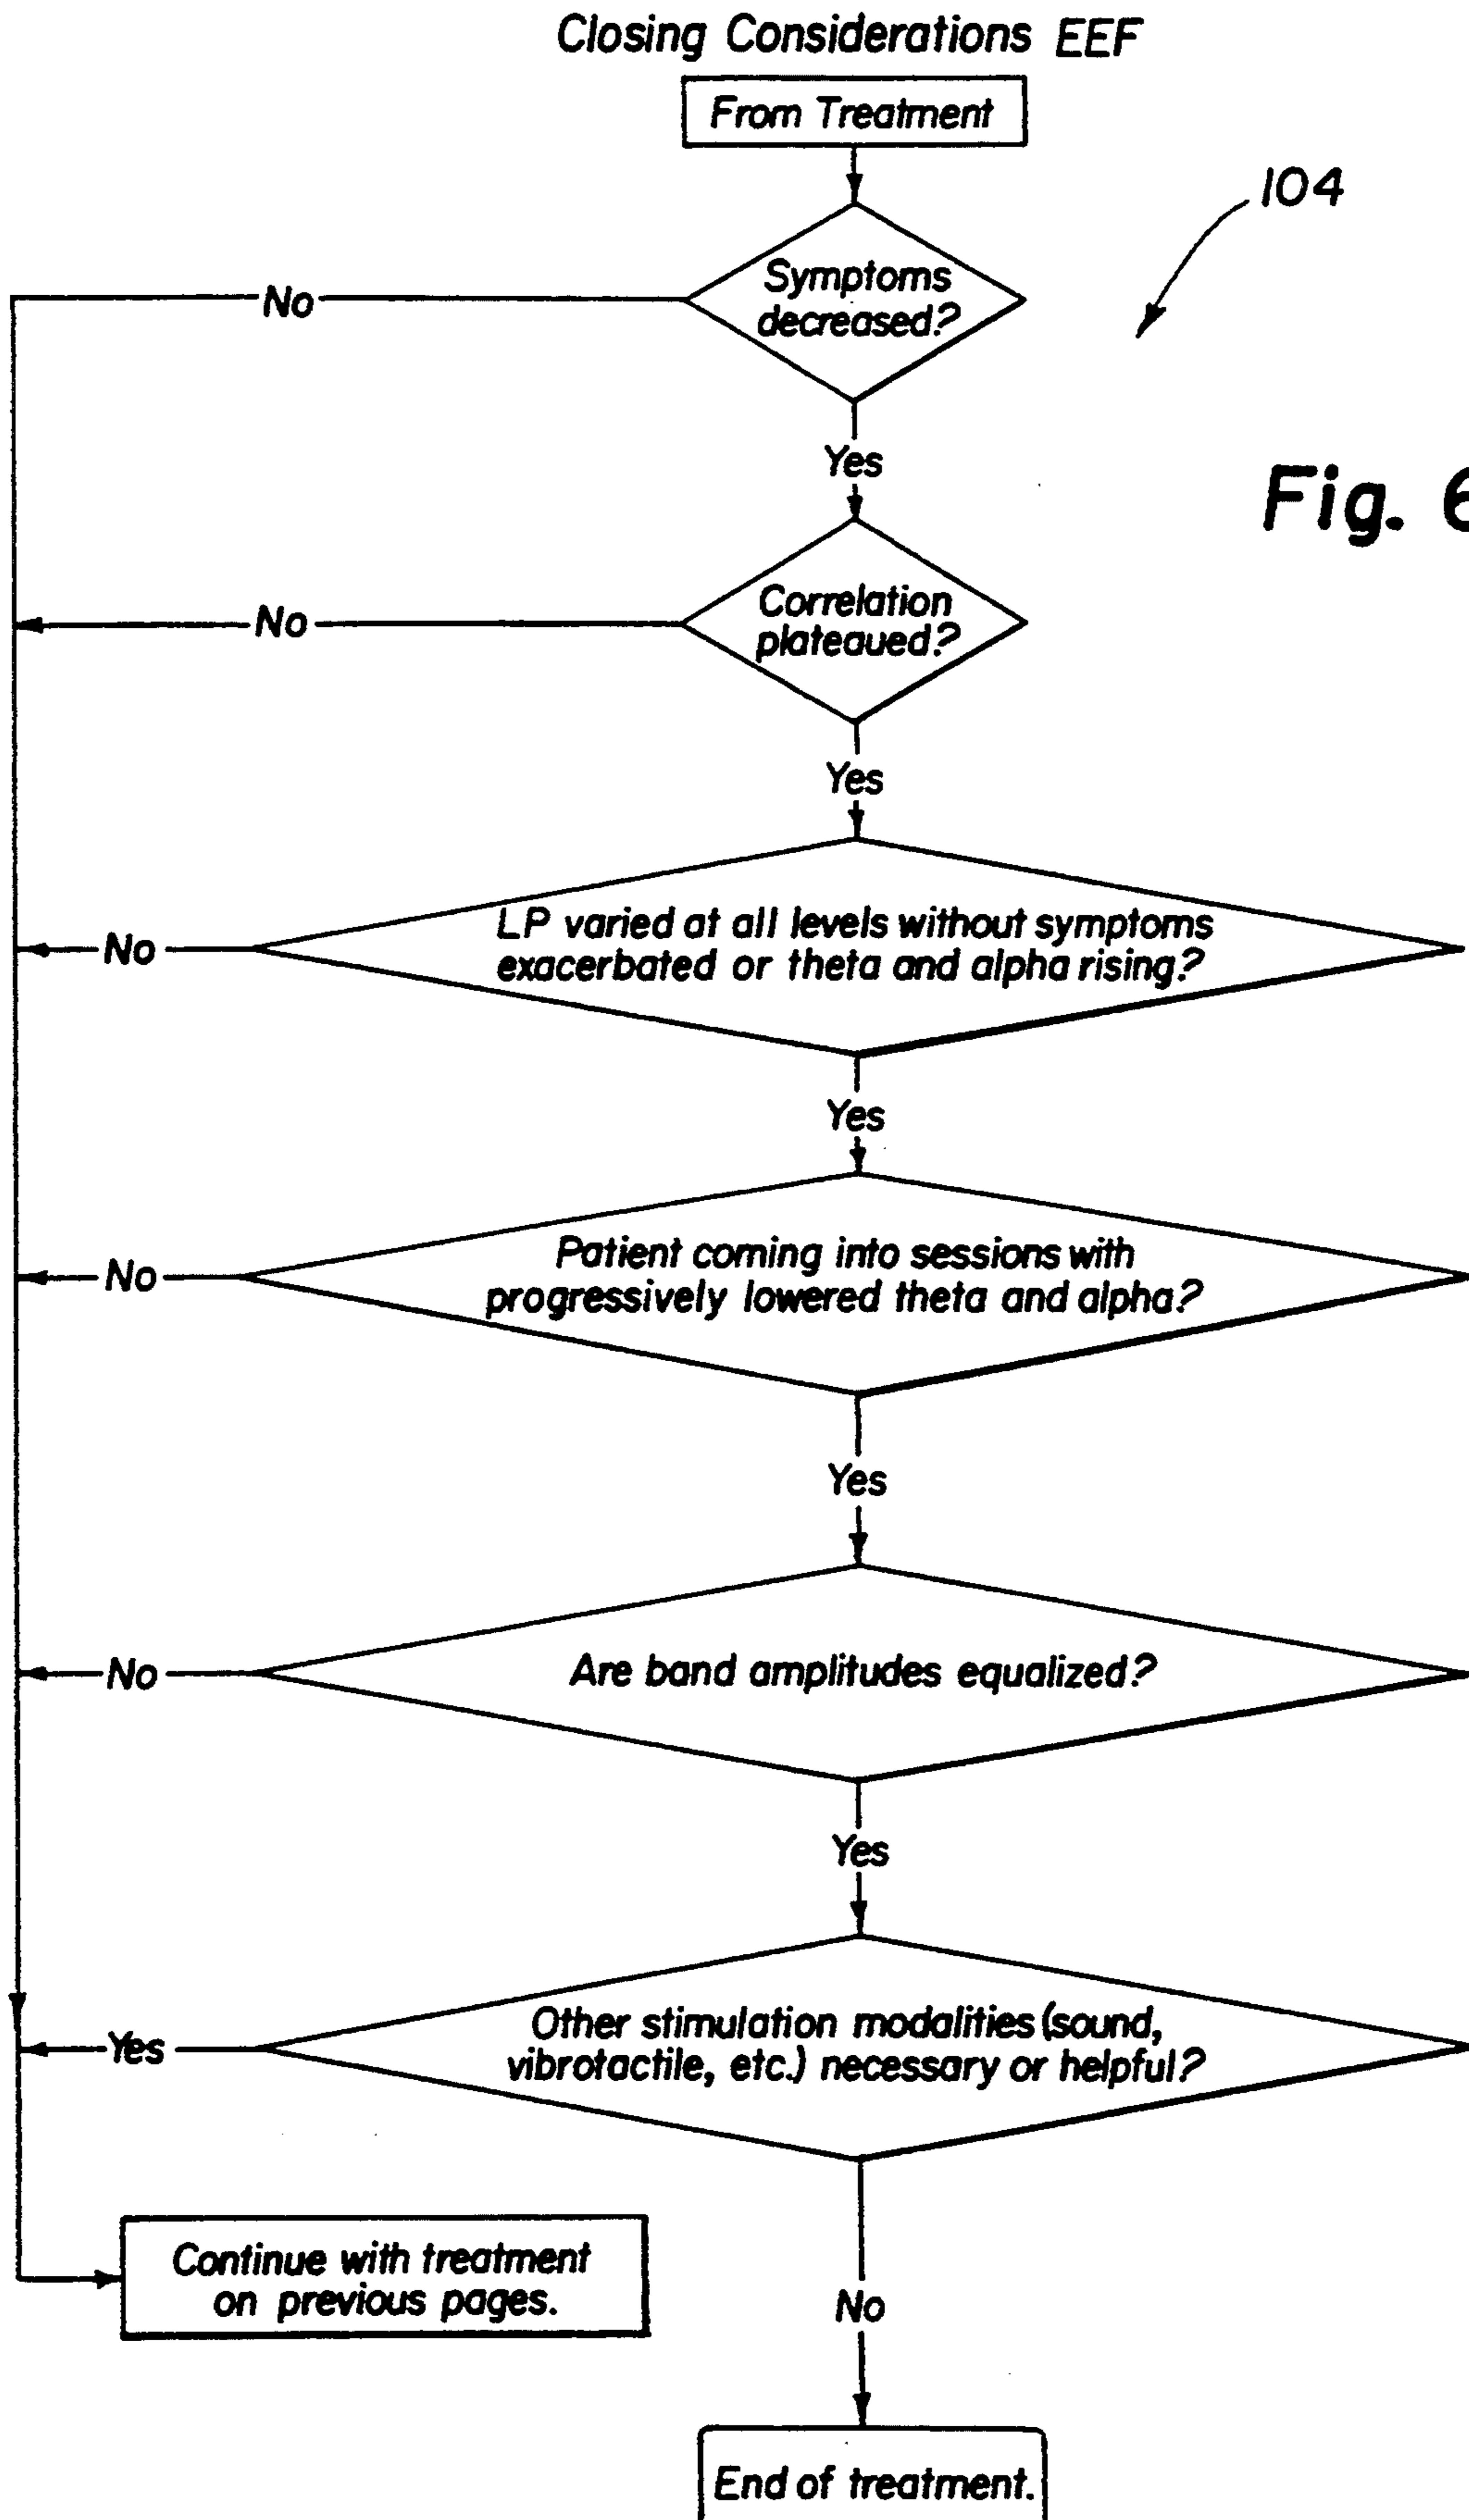 Closing Considerations EEF
From Treatment
104
Symptoms
decreased?
No
Yes
Fig. 6
Correlation
plateaued?
No
Yes
LP varied at all levels without symptoms
exacerbated or theta and alpha rising?
No
Yes
Patient coming into sessions with
progressively lowered theta and alpha?
No
Yes
Are band amplitudes equalized?
No
Yes
Other stimulation modalities (sound,
vibrotactile, etc.) necessary or helpful?
Yes
Continue with treatment
on previous pages.
No
End of treatment.